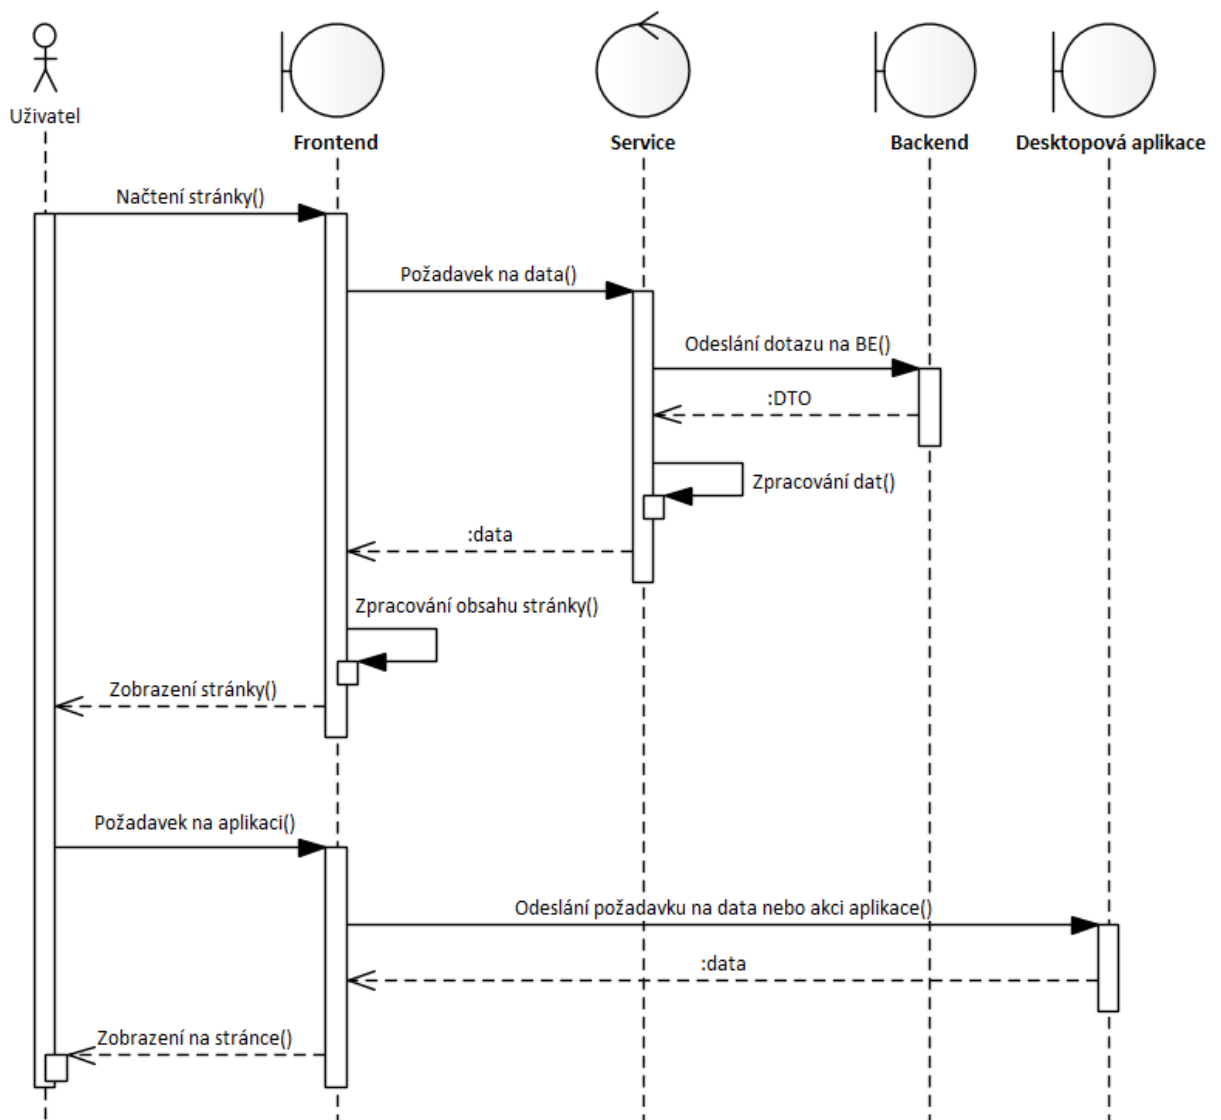 Uživatel
Frontend
Service
Backend
Desktopová aplikace
Načtení stránky()
Požadavek na data()
Odeslání dotazu na BE()
:DTO
Zpracování dat()
:data
Zpracování obsahu stránky()
Zobrazení stránky()
Požadavek na aplikaci()
Odeslání požadavku na data nebo akci aplikace()
:data
Zobrazení na stránce()